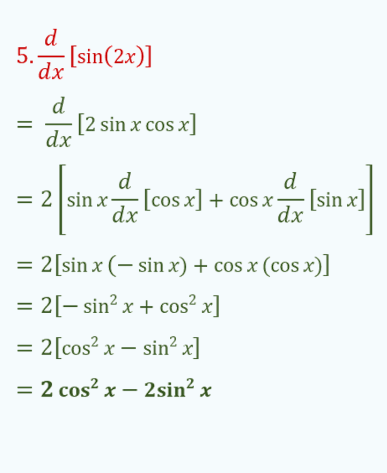 5. d/dx [sin(2x)]
= d/dx [2 sin x cos x]
= 2 [sin x d/dx [cos x] + cos x d/dx [sin x]]
= 2[sin x (− sin x) + cos x (cos x)]
= 2[− sin² x + cos² x]
= 2[cos² x − sin² x]
= 2 cos² x − 2sin² x